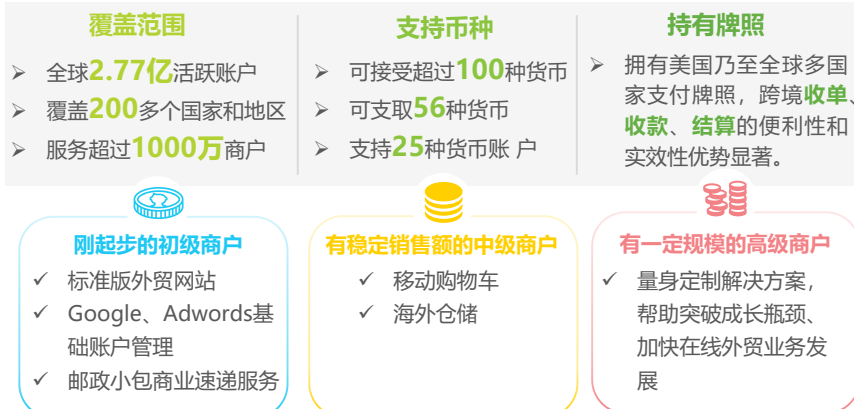 覆盖范围
➢ 全球2.77亿活跃账户
➢ 覆盖200多个国家和地区
➢ 服务超过1000万商户
支持币种
➢ 可接受超过100种货币
➢ 可支取56种货币
➢ 支持25种货币账 户
持有牌照
➢ 拥有美国乃至全球多国
家支付牌照，跨境收单、
收款、结算的便利性和
实效性优势显著。
刚起步的初级商户
✓ 标准版外贸网站
✓ Google、Adwords基
础账户管理
✓ 邮政小包商业速递服务
有稳定销售额的中级商户
✓ 移动购物车
✓ 海外仓储
有一定规模的高级商户
✓ 量身定制解决方案，
帮助突破成长瓶颈、
加快在线外贸业务发
展